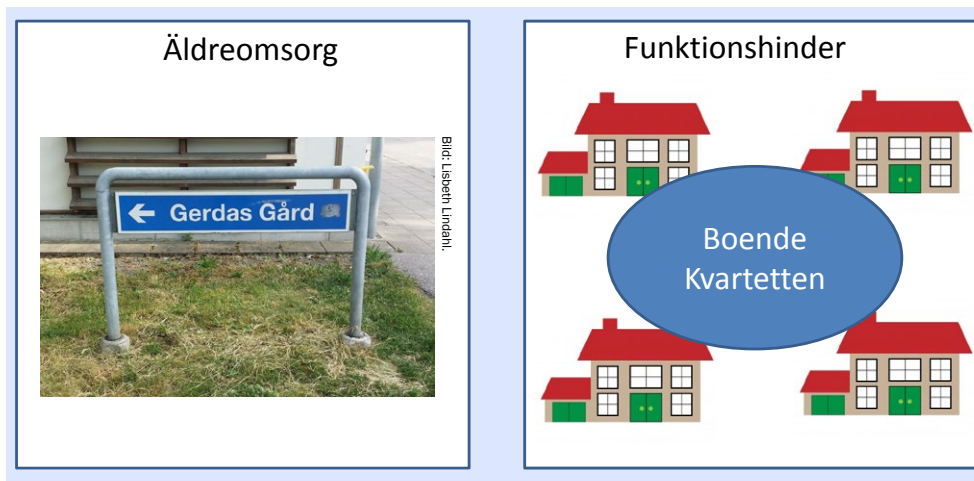 Äldreomsorg
← Gerdas Gård
Bild: Lisbeth Lindahl.
Funktionshinder
Boende
Kvartetten